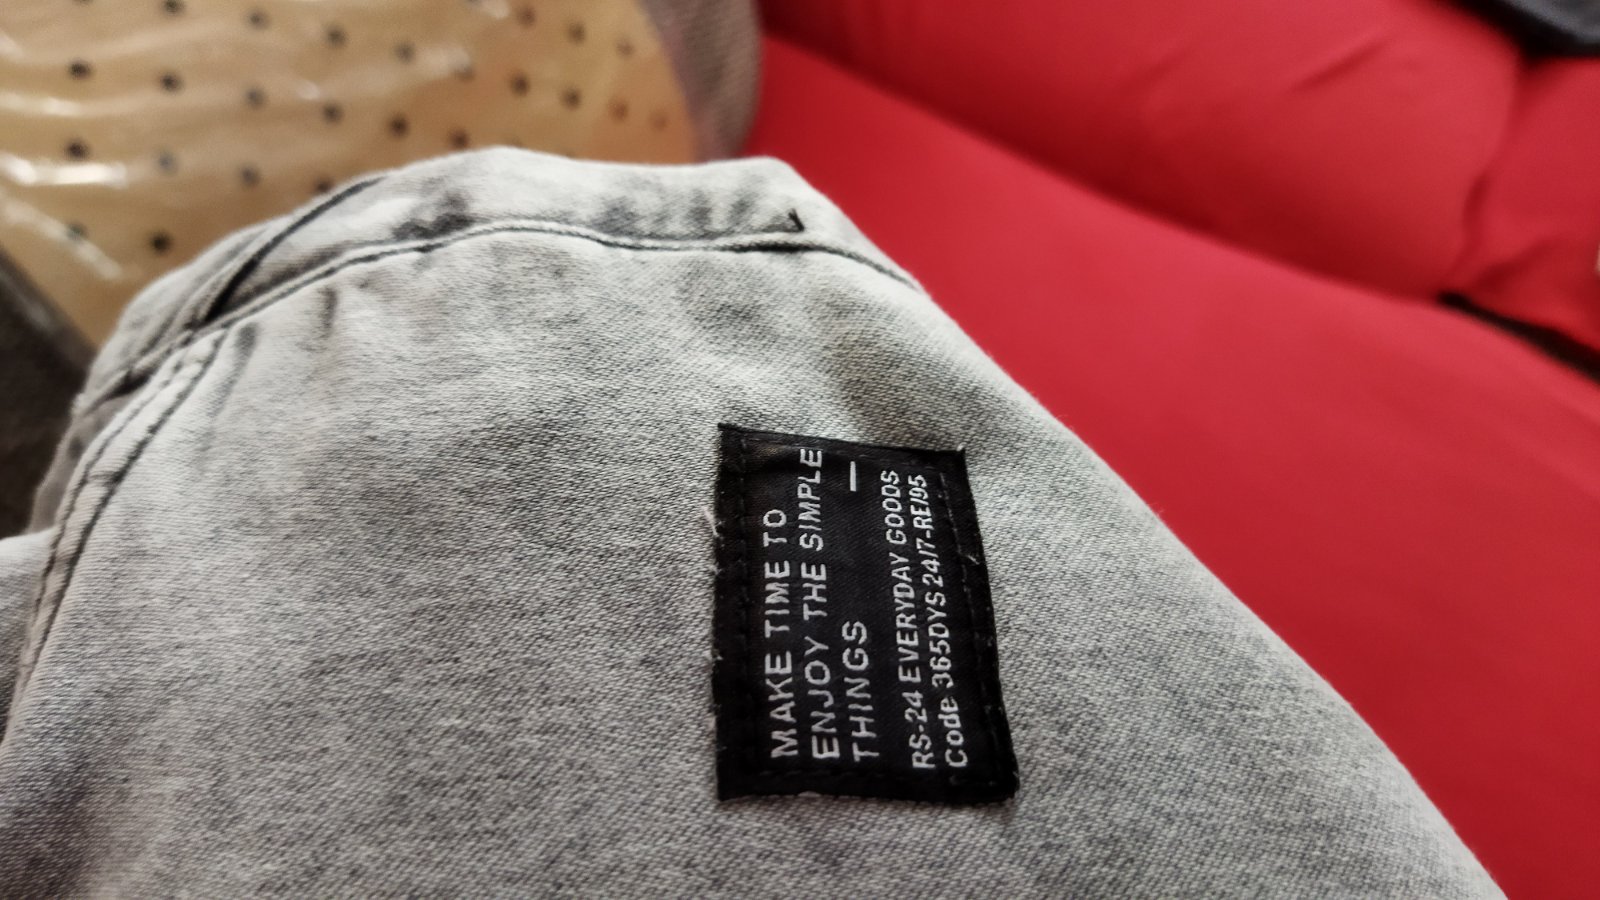 MAKE TIME TO
ENJOY THE SIMPLE
THINGS
RS-24 EVERYDAY GOODS
Code: 365DYS 24/7-RE/95